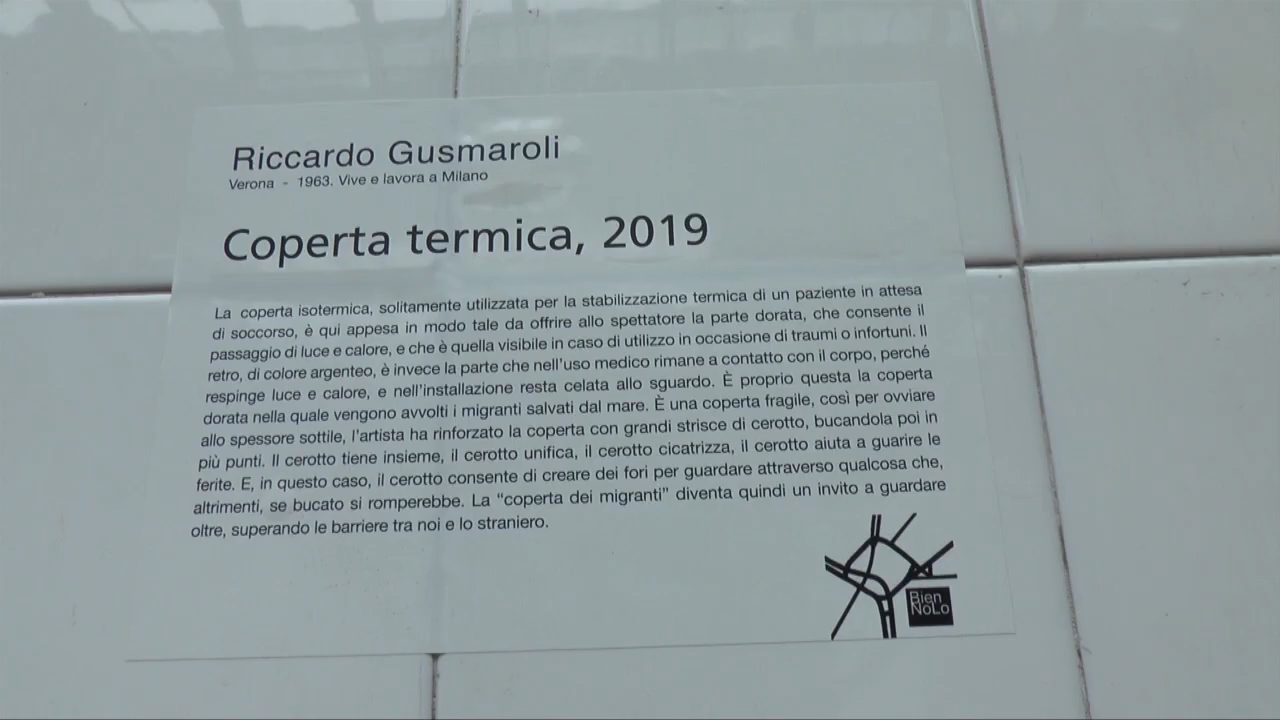 Riccardo Gusmaroli
Verona - 1963. Vive e lavora a Milano
Coperta termica, 2019
La coperta isotermica, solitamente utilizzata per la stabilizzazione termica di un paziente in attesa
di soccorso, è qui appesa in modo tale da offrire allo spettatore la parte dorata, che consente il
passaggio di luce e calore, e che è quella visibile in caso di utilizzo in occasione di traumi o infortuni. Il
retro, di colore argenteo, è invece la parte che nell'uso medico rimane a contatto con il corpo, perché
respinge luce e calore, e nell'installazione resta celata allo sguardo. È proprio questa la coperta
dorata nella quale vengono avvolti i migranti salvati dal mare. È una coperta fragile, così per ovviare
allo spessore sottile, l'artista ha rinforzato la coperta con grandi strisce di cerotto, bucandola poi in
più punti. Il cerotto tiene insieme, il cerotto unifica, il cerotto cicatrizza, il cerotto aiuta a guarire le
ferite. E, in questo caso, il cerotto consente di creare dei fori per guardare attraverso qualcosa che,
altrimenti, se bucato si romperebbe. La “coperta dei migranti” diventa quindi un invito a guardare
oltre, superando le barriere tra noi e lo straniero.
Bien
NoLo